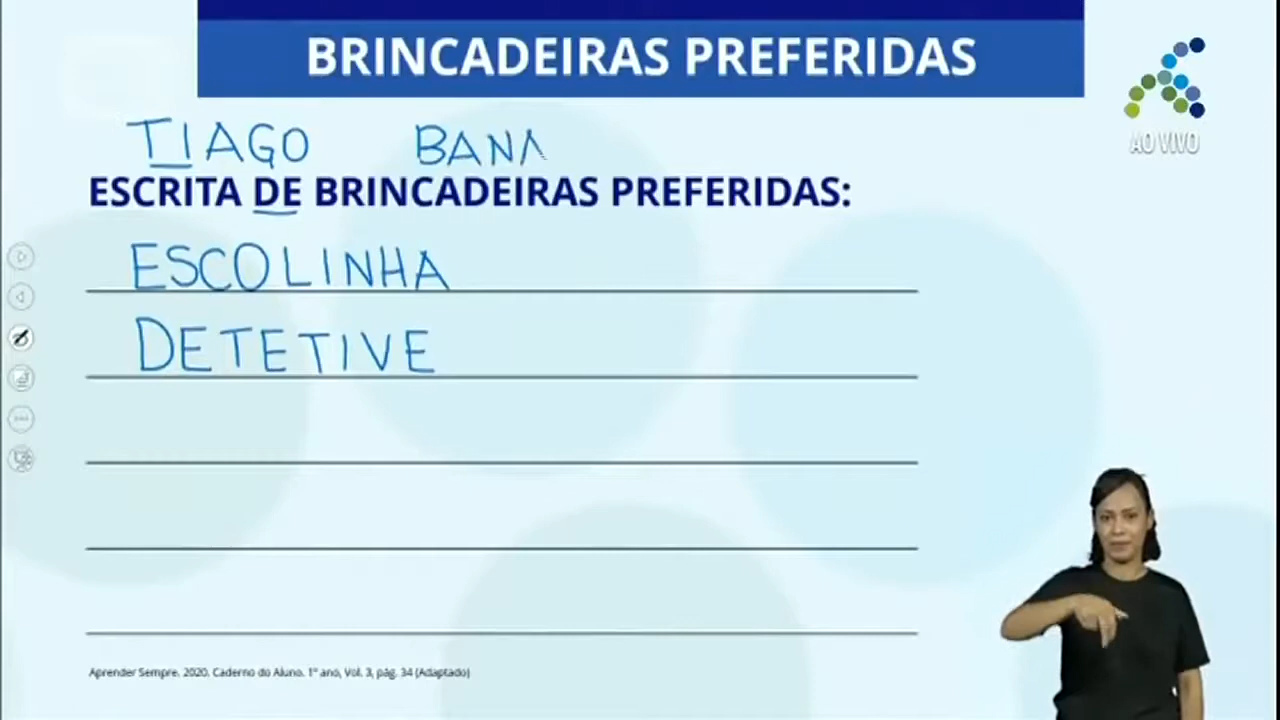 BRINCADEIRAS PREFERIDAS
AO VIVO
TIAGO BANA
ESCRITA DE BRINCADEIRAS PREFERIDAS:
ESCOLINHA
DETETIVE
Aprender Sempre. 2020. Caderno do Aluno. 1º ano, Vol. 3, pág. 34 (Adaptado)